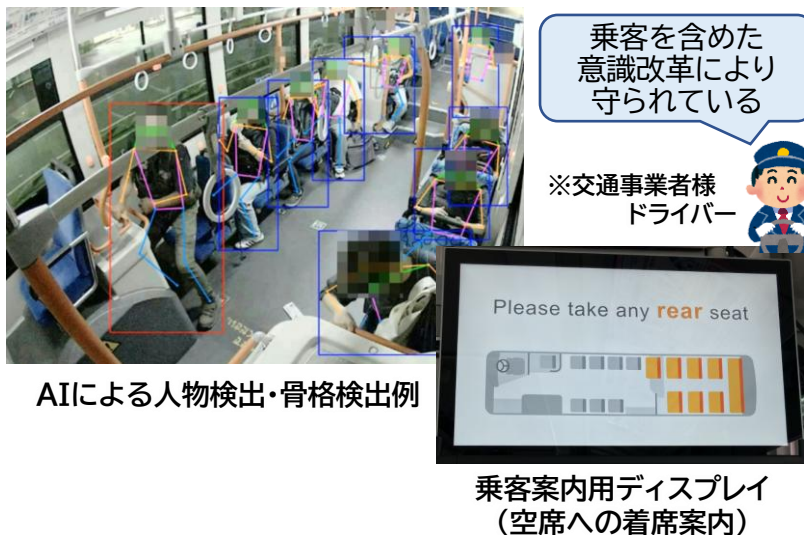 乗客を含めた
意識改革により
守られている
※交通事業者様
ドライバー
AIによる人物検出・骨格検出例
Please take any rear seat
乗客案内用ディスプレイ
（空席への着席案内）